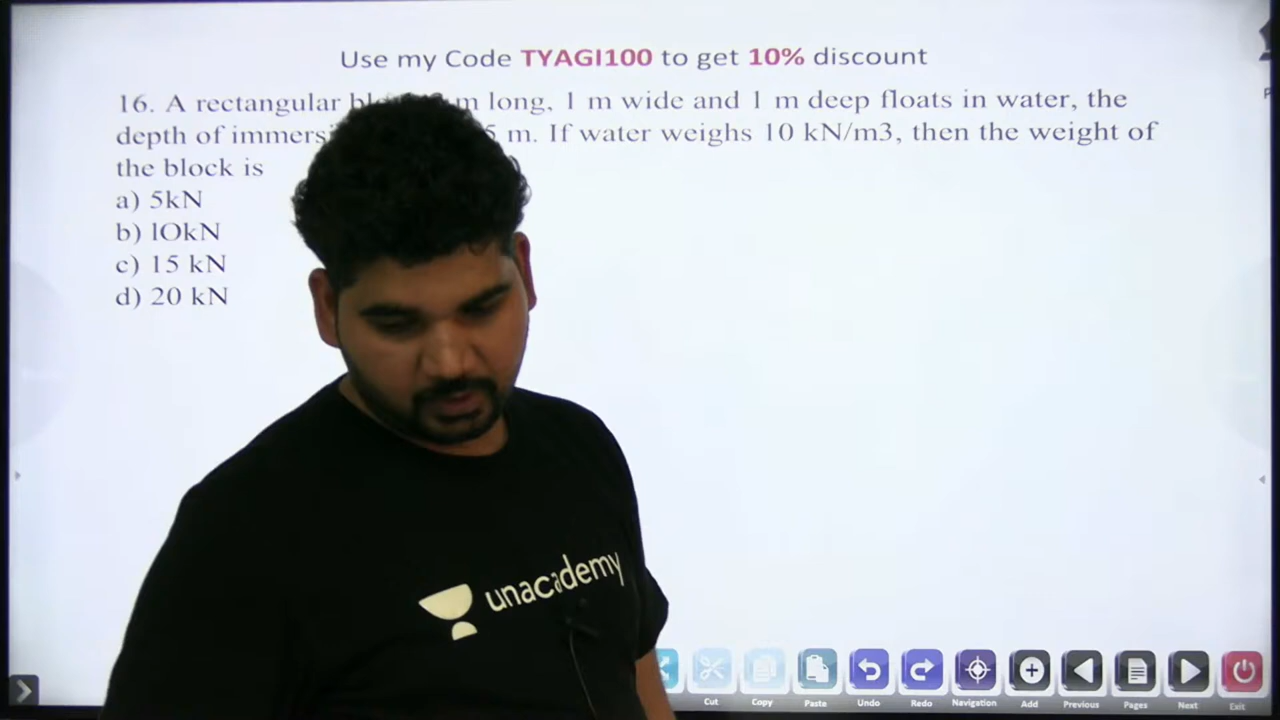 Use my Code TYAGI100 to get 10% discount
16. A rectangular m long, 1 m wide and 1 m deep floats in water, the
depth of m. If water weighs 10 kN/m3, then the weight of
the block is
a) 5kN
b) lOkN
c) 15 kN
d) 20 kN
unacademy
Cut Copy Paste Undo Redo Navigation Add Previous Pages Next Exit